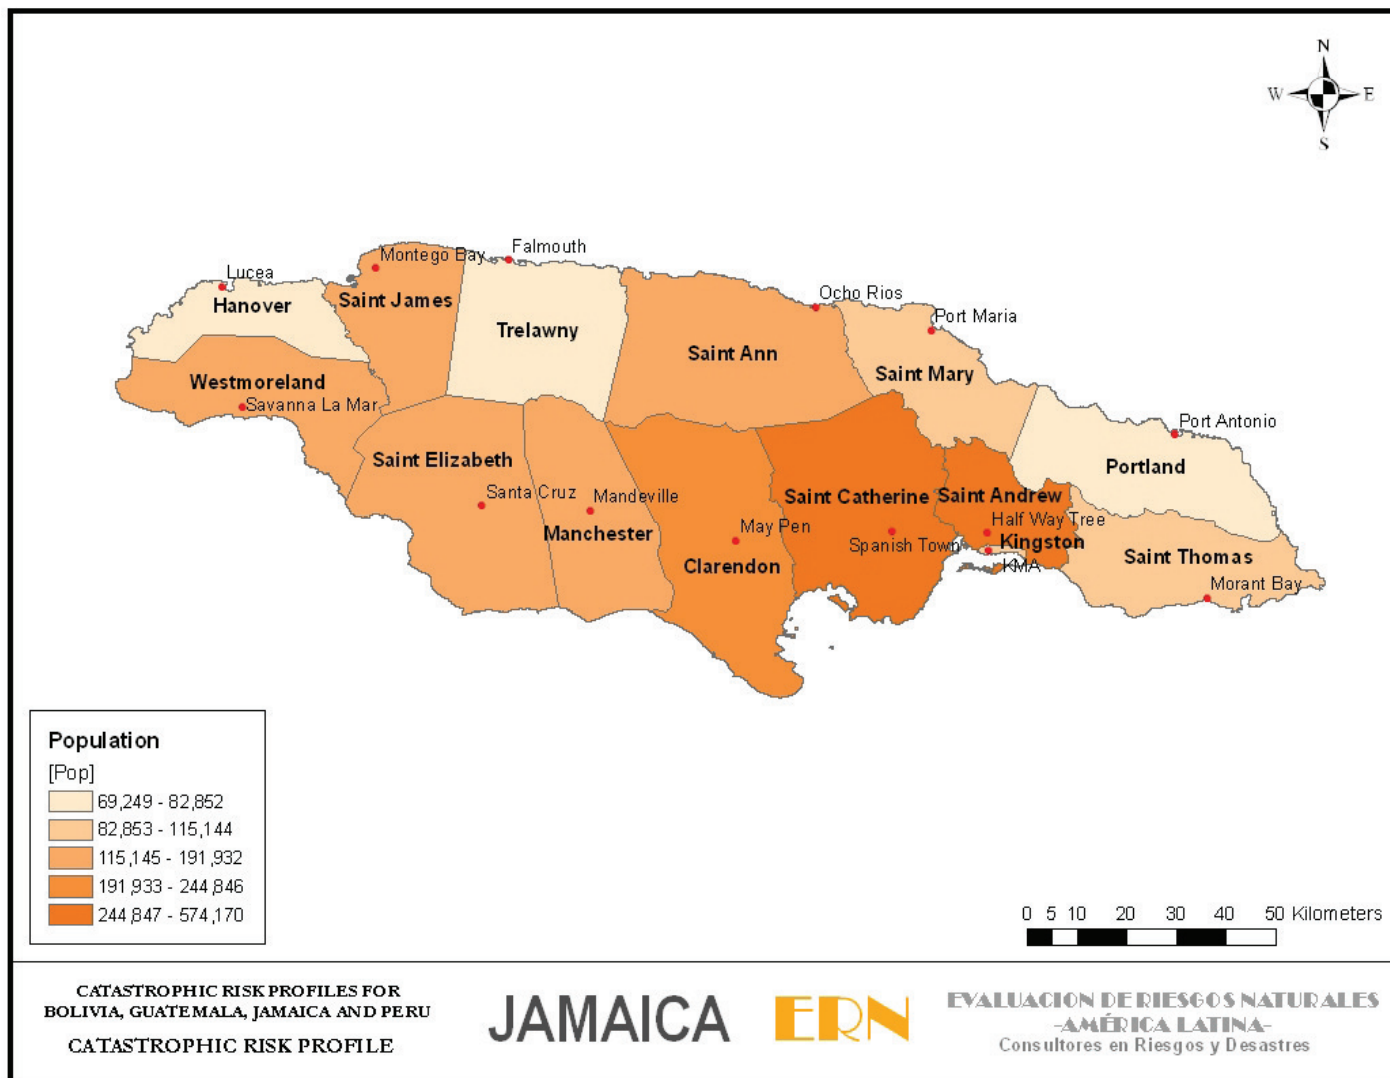 N
W E
S
Falmouth
Montego Bay
Lucea
Hanover
Saint James
Ocho Rios
Port Maria
Trelawny
Saint Ann
Saint Mary
Westmoreland
Savanna La Mar
Port Antonio
Saint Elizabeth
Portland
Santa Cruz
Mandeville
Saint Catherine
Saint Andrew
Manchester
May Pen
Half Way Tree
Spanish Town
Kingston
Clarendon
KMA
Saint Thomas
Morant Bay
Population
[Pop]
69,249 - 82,852
82,853 - 115,144
115,145 - 191,932
191,933 - 244,846
244,847 - 574,170
0 5 10 20 30 40 50 Kilometers
CATASTROPHIC RISK PROFILES FOR
BOLIVIA, GUATEMALA, JAMAICA AND PERU
CATASTROPHIC RISK PROFILE
JAMAICA
ERN
EVALUACION DE RIESGOS NATURALES
-AMÉRICA LATINA-
Consultores en Riesgos y Desastres